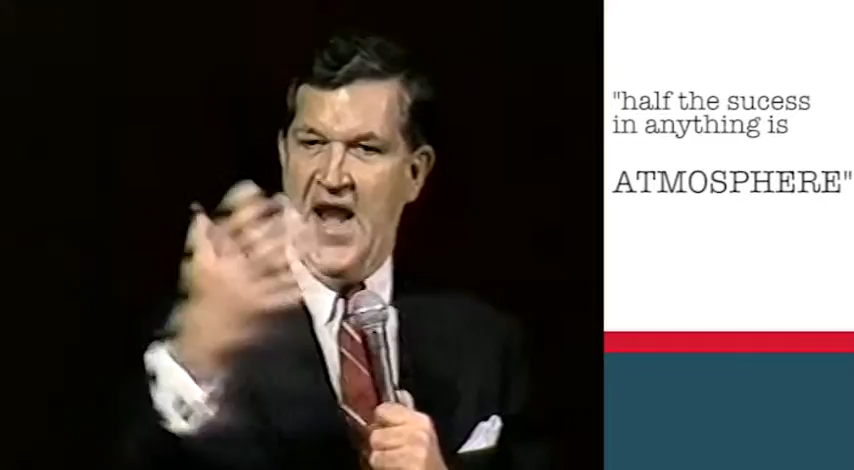 "half the sucess
in anything is
ATMOSPHERE"